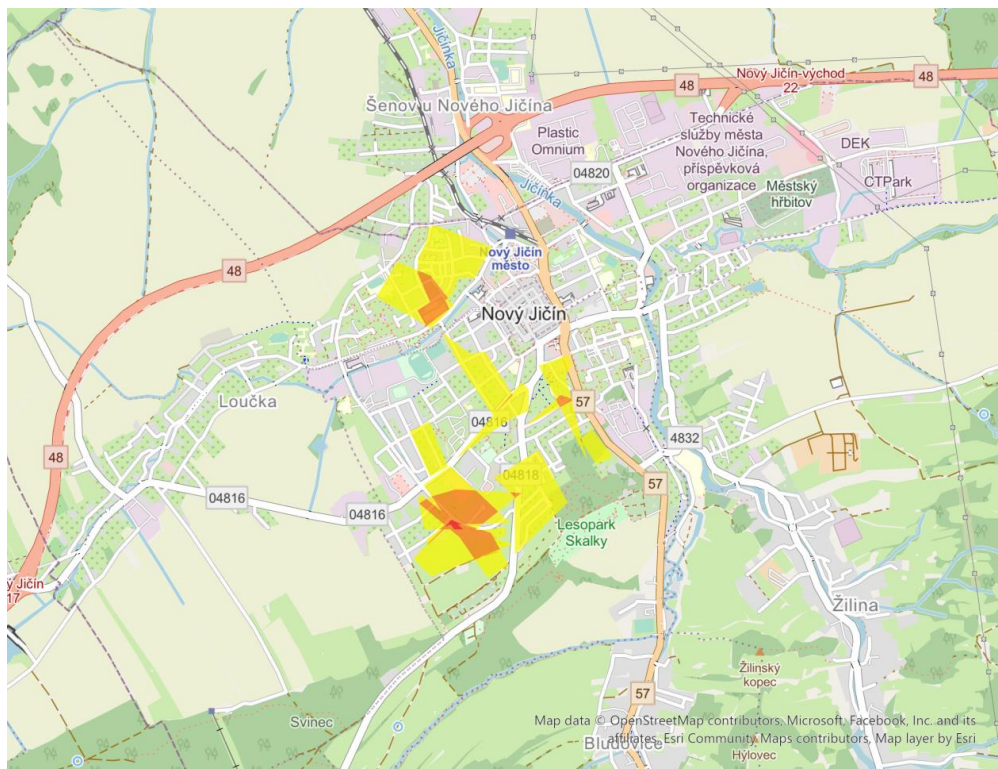 Jičínka
Nový Jičín-východ
22
48
48
Šenov u Nového Jičína
Technické
služby města
Nového Jičína,
příspěvková
organizace
Plastic
Omnium
DEK
04820
CTPark
Městský
hřbitov
Jičínka
Nový Jičín
město
48
Nový Jičín
Loučka
57
04816
4832
48
04818
57
04816
04816
Lesopark
Skalky
ý Jičín
17
Žilina
Žilinský
kopec
57
Svinec
Map data © OpenStreetMap contributors, Microsoft, Facebook, Inc. and its
affiliates, Esri Community Maps contributors, Map layer by Esri
Bludovice
Hýlovec